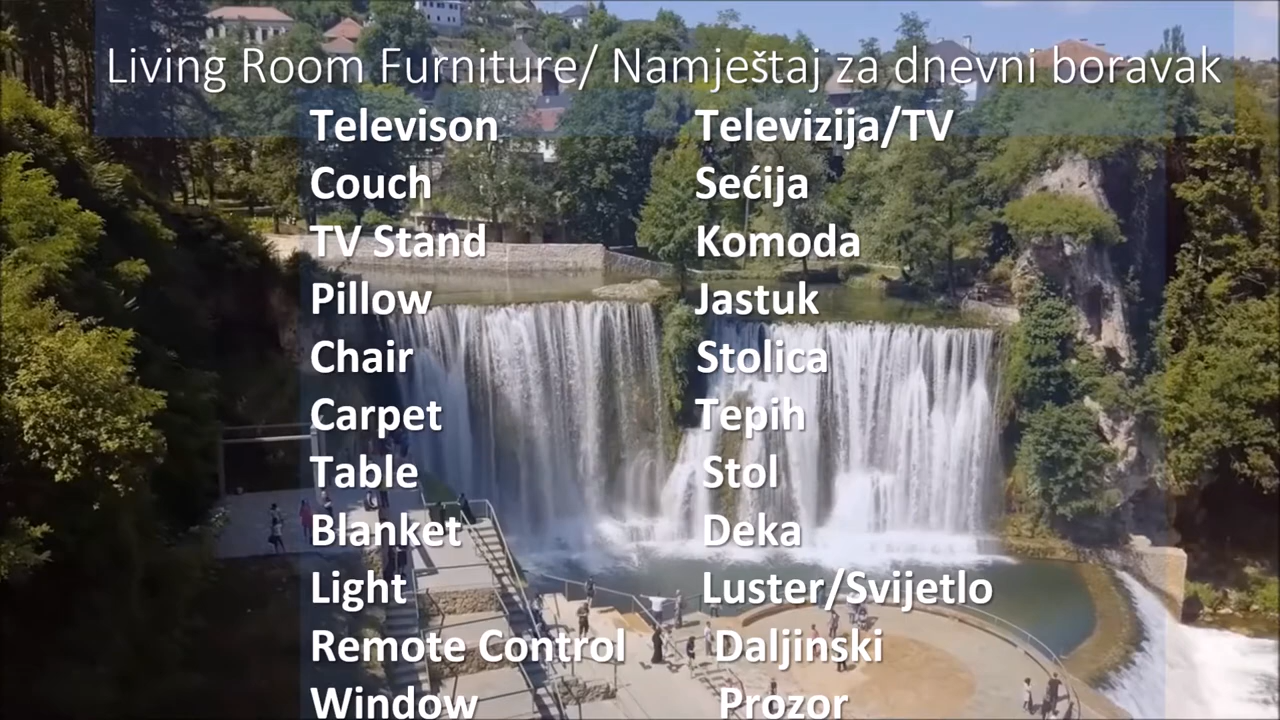 Living Room Furniture/ Namještaj za dnevni boravak
Televison Televizija/TV
Couch Sećija
TV Stand Komoda
Pillow Jastuk
Chair Stolica
Carpet Tepih
Table Stol
Blanket Deka
Light Luster/Svijetlo
Remote Control Daljinski
Window Prozor